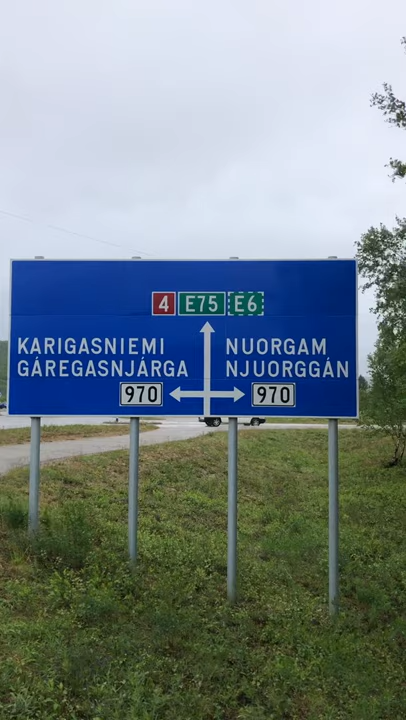 4 E75 E6
KARIGASNIEMI
GÁREGASNJÁRGA
970
NUORGAM
NJUORGGÁN
970